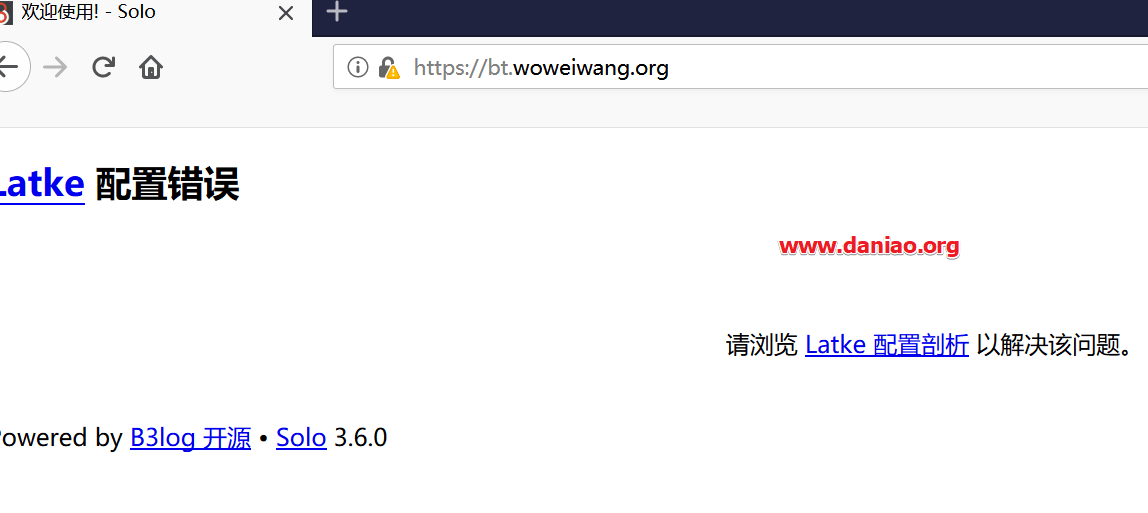 欢迎使用! - Solo
https://bt.woweiwang.org
Latke 配置错误
www.daniao.org
请浏览 Latke 配置剖析 以解决该问题。
Powered by B3log 开源 • Solo 3.6.0